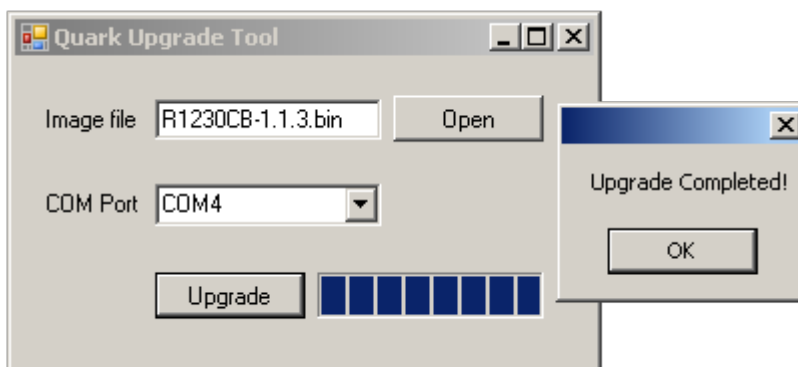 Quark Upgrade Tool
Image file R1230CB-1.1.3.bin Open
COM Port COM4
Upgrade
Upgrade Completed!
OK